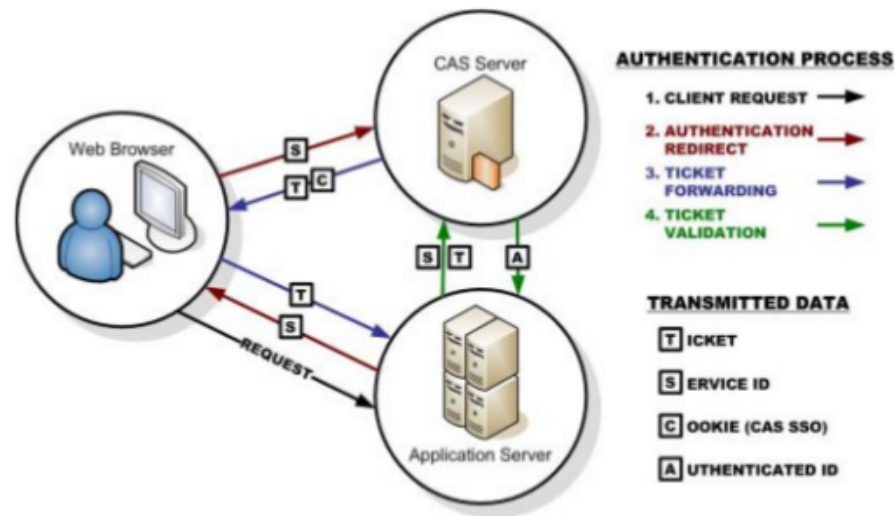 CAS Server
Web Browser
S
T C
S T
A
T
S
REQUEST
Application Server
AUTHENTICATION PROCESS
1. CLIENT REQUEST
2. AUTHENTICATION
REDIRECT
3. TICKET
FORWARDING
4. TICKET
VALIDATION
TRANSMITTED DATA
T ICKET
S ERVICE ID
C OOKIE (CAS SSO)
A UTHENTICATED ID